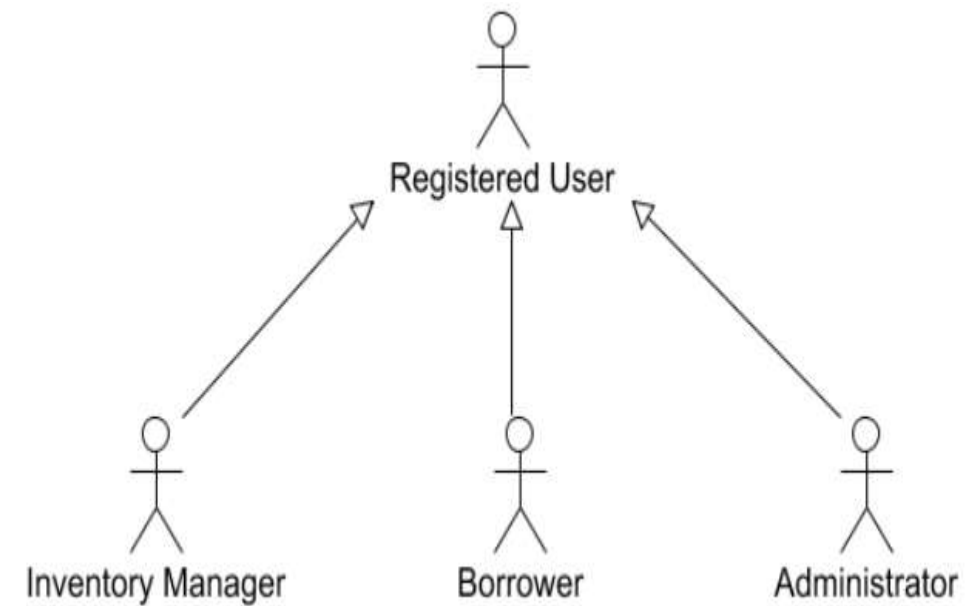 Registered User
Inventory Manager
Borrower
Administrator